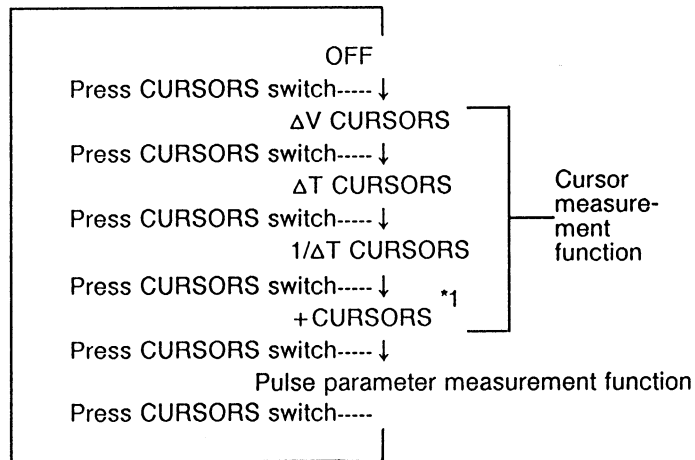 OFF
Press CURSORS switch-----↓
ΔV CURSORS
Press CURSORS switch-----↓
ΔT CURSORS
Press CURSORS switch-----↓
1/ΔT CURSORS
Press CURSORS switch-----↓
+CURSORS *1
Press CURSORS switch-----↓
Pulse parameter measurement function
Press CURSORS switch-----
Cursor
measure-
ment
function